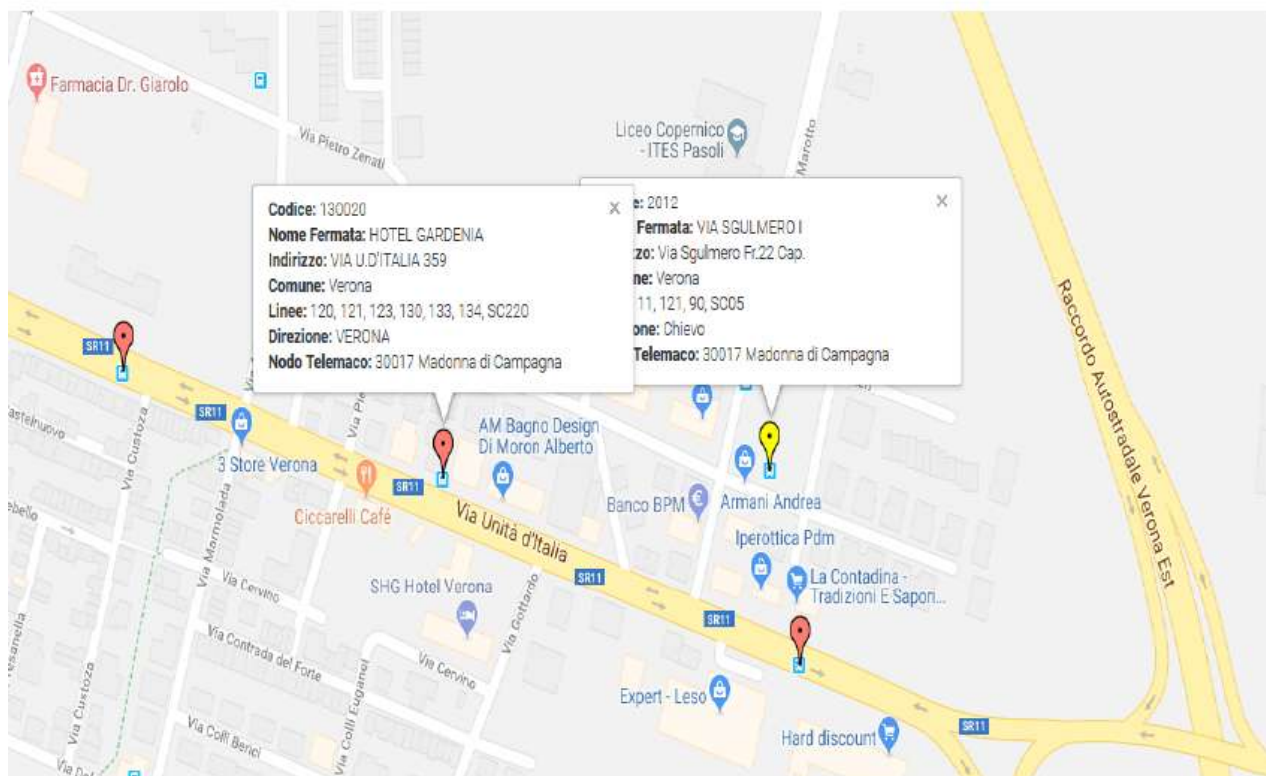 Farmacia Dr. Giarolo
Via Pietro Zenati
Liceo Copernico
- ITES Pasoli
Marotto
Codice: 130020
Nome Fermata: HOTEL GARDENIA
Indirizzo: VIA U.D'ITALIA 359
Comune: Verona
Linee: 120, 121, 123, 130, 133, 134, SC220
Direzione: VERONA
Nodo Telemaco: 30017 Madonna di Campagna
X
e: 2012
Fermata: VIA SGULMERO I
zo: Via Sgulmero Fr.22 Cap.
ne: Verona
11, 121, 90, SC05
one: Chievo
Telemaco: 30017 Madonna di Campagna
X
Raccordo Autostradale Verona Est
SR11
SR11
astelnuovo
Via Custoza
3 Store Verona
Via Pie
Ciccarelli Café
SR11
AM Bagno Design
Di Moron Alberto
Via Unità d'Italia
Banco BPM
Armani Andrea
Iperottica Pdm
La Contadina -
Tradizioni E Sapori...
SR11
SR11
ebello
Via Marmolada
Via Cervino
SHG Hotel Verona
Via Gottardo
Via Contrada del Forte
Via Cervino
Via Custoza
Via Colli Euganei
Via Colli Berici
Expert - Leso
Hard discount
SR11